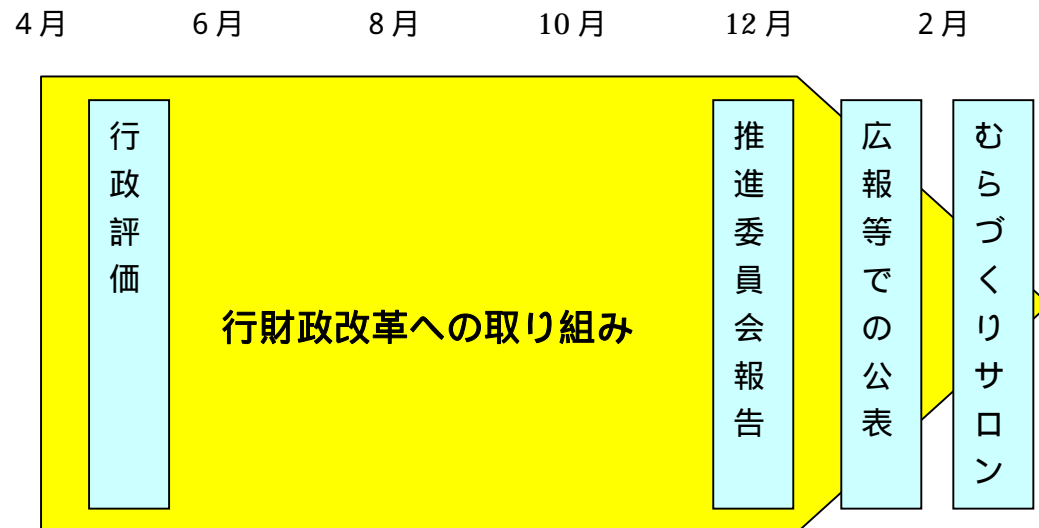 4月 6月 8月 10月 12月 2月
行政評価
行財政改革への取り組み
推進委員会報告
広報等での公表
むらづくりサロン